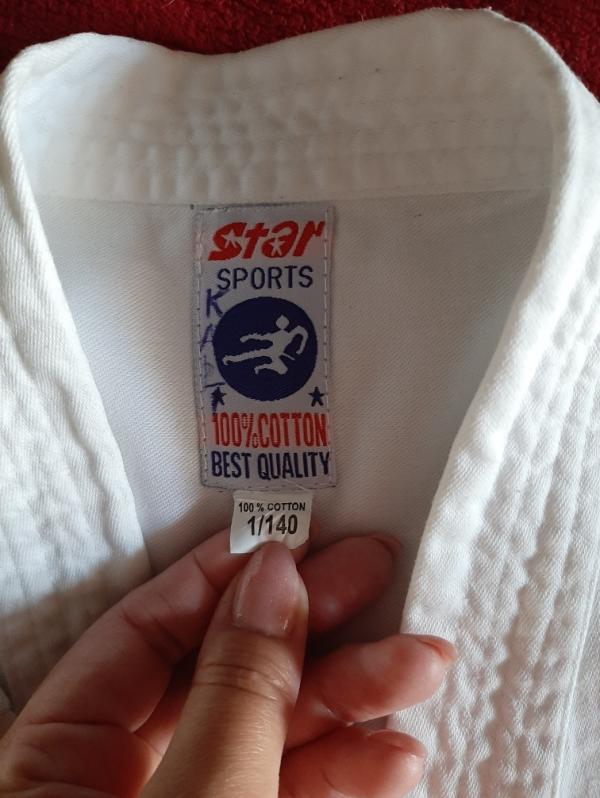 Star
SPORTS
100% COTTON
BEST QUALITY
100 % COTTON
1/140